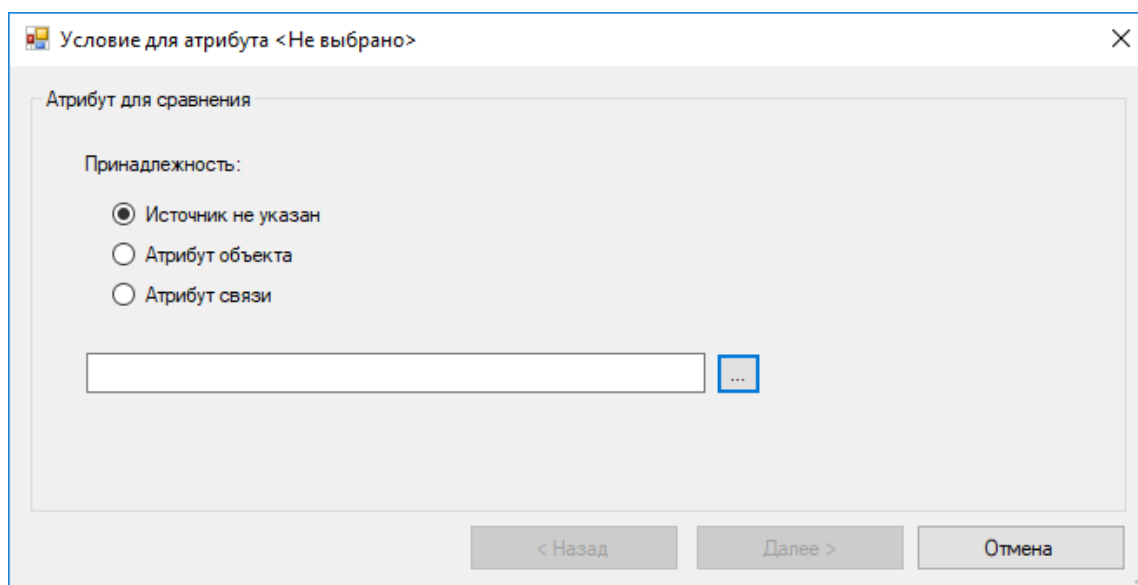 Условие для атрибута <Не выбрано>
Атрибут для сравнения
Принадлежность:
Источник не указан
Атрибут объекта
Атрибут связи
...
< Назад
Далее >
Отмена